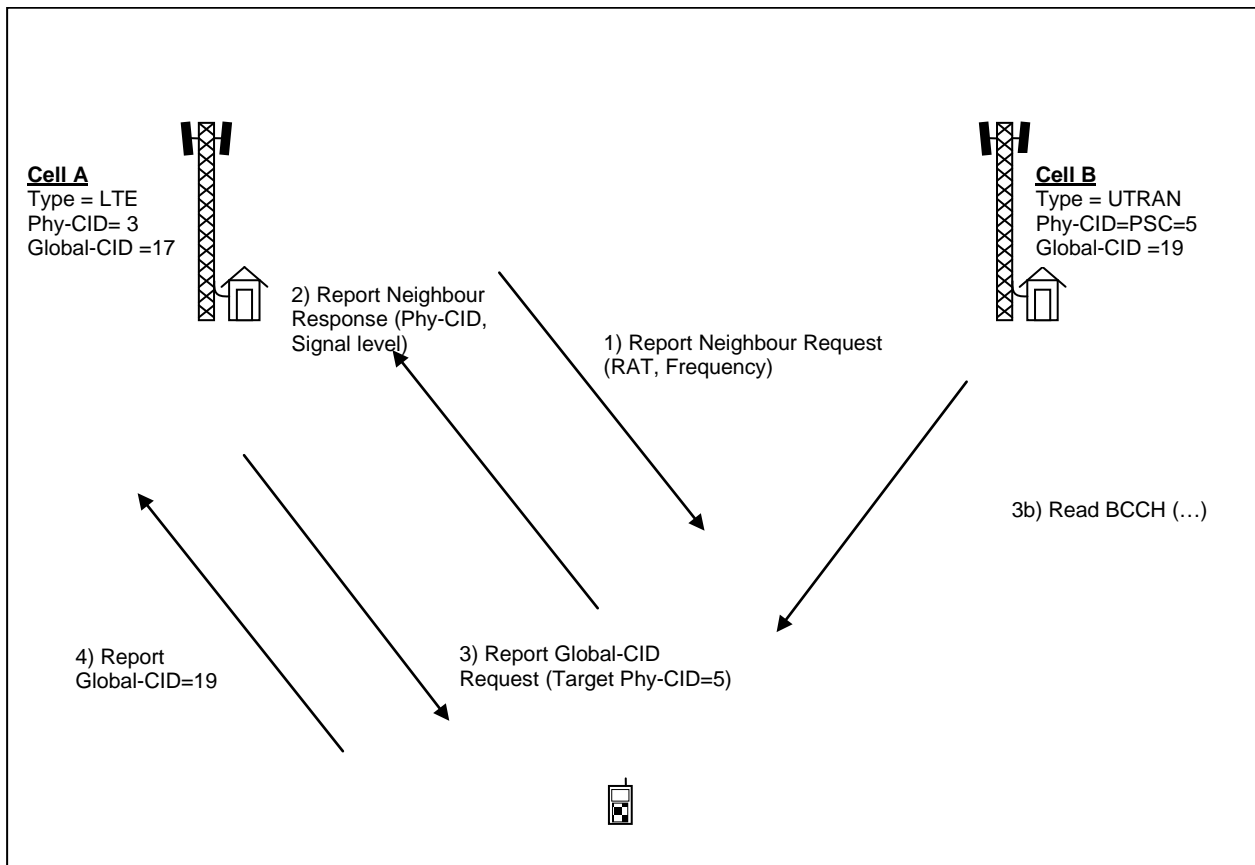 Cell A
Type = LTE
Phy-CID= 3
Global-CID =17
Cell B
Type = UTRAN
Phy-CID=PSC=5
Global-CID =19
2) Report Neighbour
Response (Phy-CID,
Signal level)
1) Report Neighbour Request
(RAT, Frequency)
3b) Read BCCH (…)
4) Report
Global-CID=19
3) Report Global-CID
Request (Target Phy-CID=5)